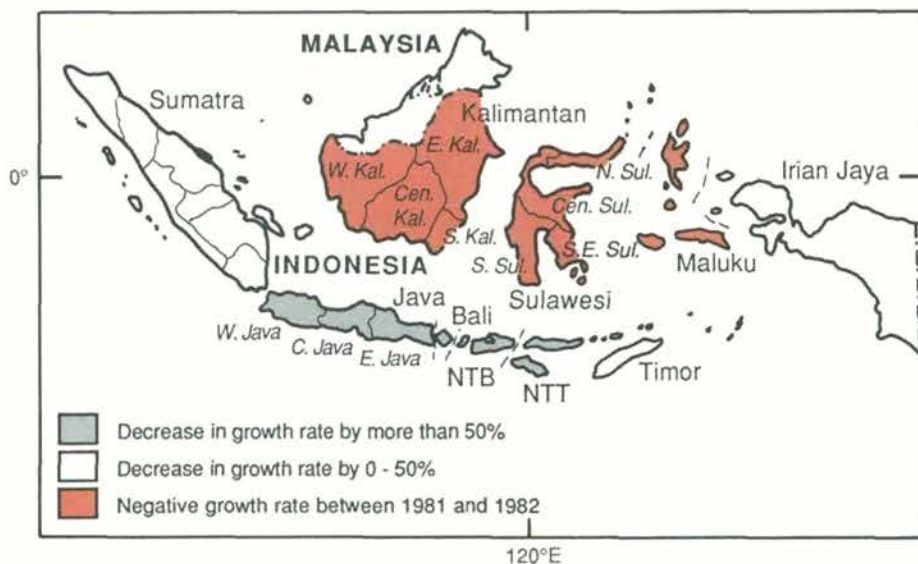 MALAYSIA
Sumatra
Kalimantan
E. Kal.
W. Kal.
N. Sul.
Irian Jaya
0°
Cen.
Kal.
Cen. Sul.
S. Kal.
S.E. Sul.
INDONESIA
S. Sul.
Maluku
Java
Sulawesi
Bali
W. Java
C. Java
E. Java
NTB
NTT
Timor
Decrease in growth rate by more than 50%
Decrease in growth rate by 0 - 50%
Negative growth rate between 1981 and 1982
120°E